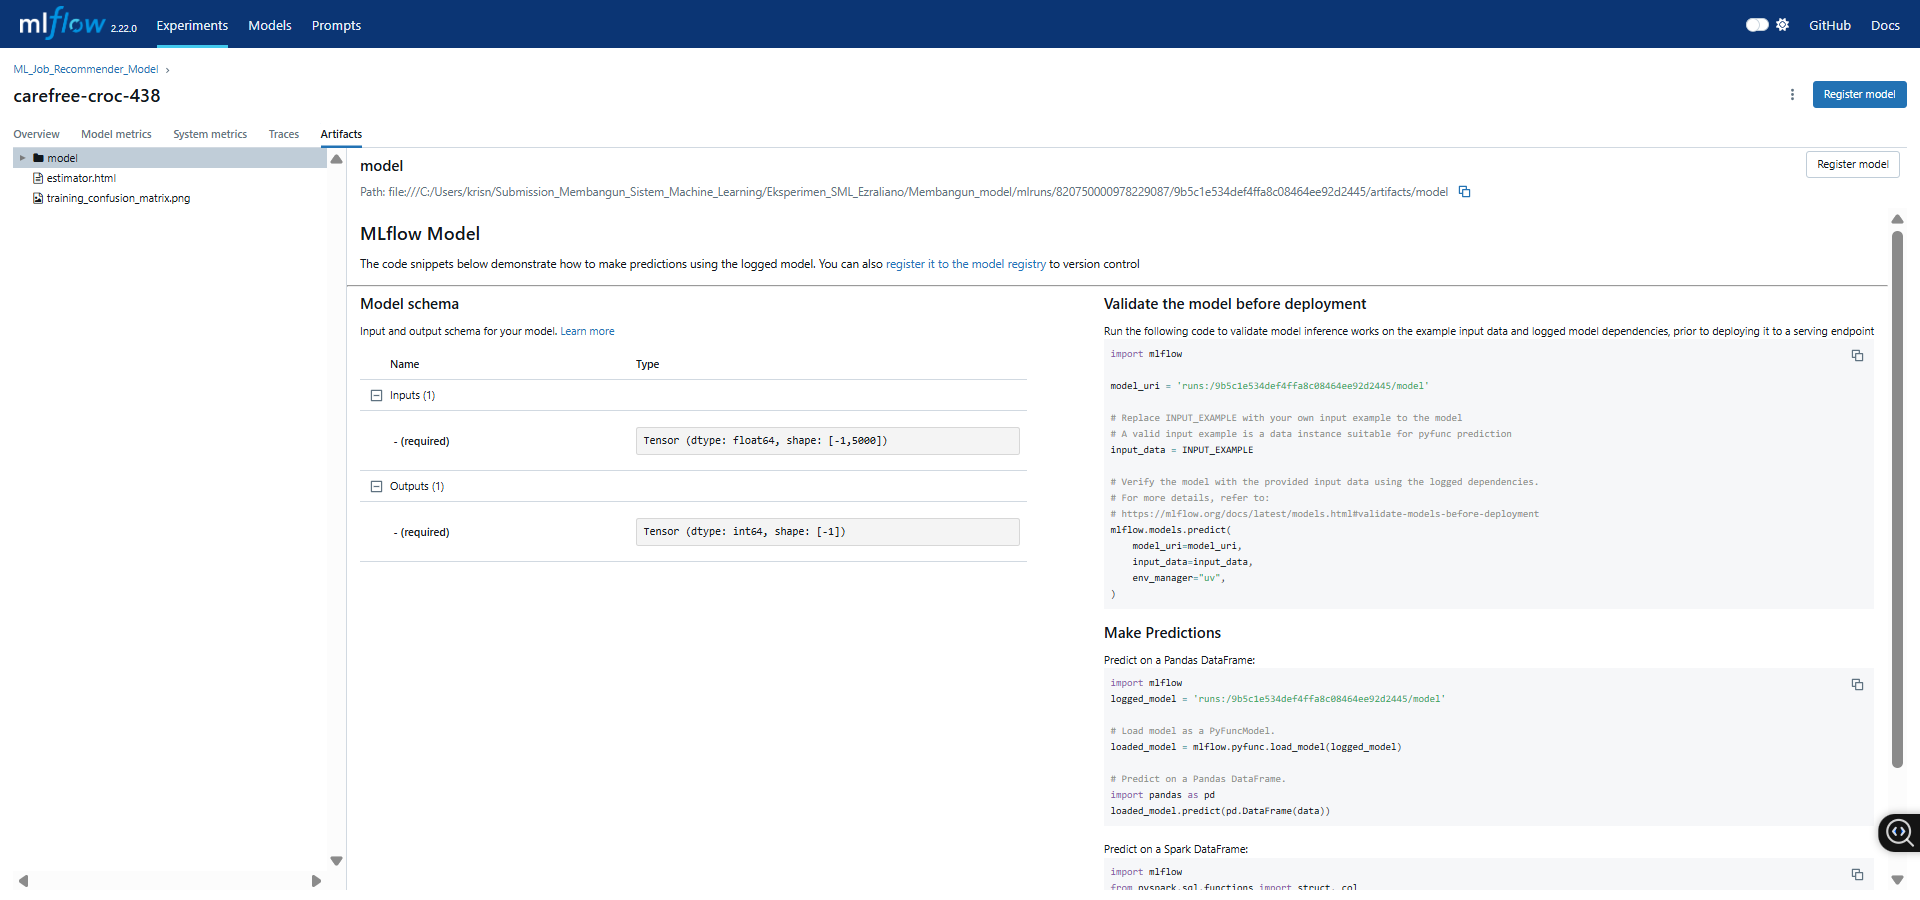 mlflow 2.22.0 Experiments Models Prompts GitHub Docs
ML_Job_Recommender_Model ›
carefree-croc-438
Register model
Overview Model metrics System metrics Traces Artifacts
model
estimator.html
training_confusion_matrix.png
model
Register model
Path: file:///C:/Users/krisn/Submission_Membangun_Sistem_Machine_Learning/Eksperimen_SML_Ezraliano/Membangun_model/mlruns/820750000978229087/9b5c1e534def4ffa8c08464ee92d2445/artifacts/model
MLflow Model
The code snippets below demonstrate how to make predictions using the logged model. You can also register it to the model registry to version control
Model schema
Input and output schema for your model. Learn more
Name Type
Inputs (1)
- (required) Tensor (dtype: float64, shape: [-1,5000])
Outputs (1)
- (required) Tensor (dtype: int64, shape: [-1])
Validate the model before deployment
Run the following code to validate model inference works on the example input data and logged model dependencies, prior to deploying it to a serving endpoint
import mlflow
model_uri = 'runs:/9b5c1e534def4ffa8c08464ee92d2445/model'
# Replace INPUT_EXAMPLE with your own input example to the model
# A valid input example is a data instance suitable for pyfunc prediction
input_data = INPUT_EXAMPLE
# Verify the model with the provided input data using the logged dependencies.
# For more details, refer to:
# https://mlflow.org/docs/latest/models.html#validate-models-before-deployment
mlflow.models.predict(
    model_uri=model_uri,
    input_data=input_data,
    env_manager="uv",
)
Make Predictions
Predict on a Pandas DataFrame:
import mlflow
logged_model = 'runs:/9b5c1e534def4ffa8c08464ee92d2445/model'
# Load model as a PyFuncModel.
loaded_model = mlflow.pyfunc.load_model(logged_model)
# Predict on a Pandas DataFrame.
import pandas as pd
loaded_model.predict(pd.DataFrame(data))
Predict on a Spark DataFrame:
import mlflow
from pyspark.sql.functions import struct, col